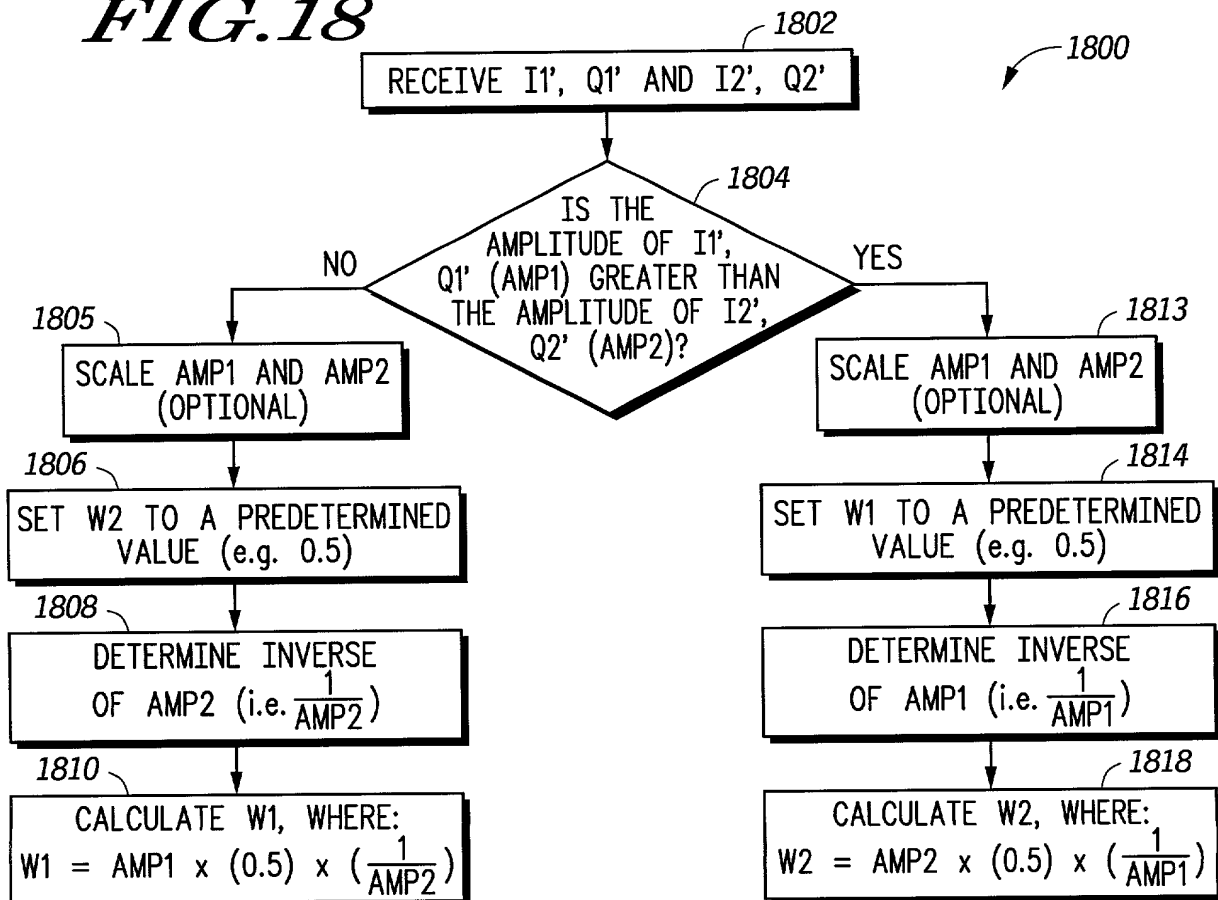 FIG.18
1802
1800
RECEIVE I1', Q1' AND I2', Q2'
1804
IS THE
AMPLITUDE OF I1',
Q1' (AMP1) GREATER THAN
THE AMPLITUDE OF I2',
Q2' (AMP2)?
NO
YES
1805
SCALE AMP1 AND AMP2
(OPTIONAL)
1806
SET W2 TO A PREDETERMINED
VALUE (e.g. 0.5)
1808
DETERMINE INVERSE
OF AMP2 (i.e. 1/AMP2)
1810
CALCULATE W1, WHERE:
W1 = AMP1 x (0.5) x (1/AMP2)
1813
SCALE AMP1 AND AMP2
(OPTIONAL)
1814
SET W1 TO A PREDETERMINED
VALUE (e.g. 0.5)
1816
DETERMINE INVERSE
OF AMP1 (i.e. 1/AMP1)
1818
CALCULATE W2, WHERE:
W2 = AMP2 x (0.5) x (1/AMP1)